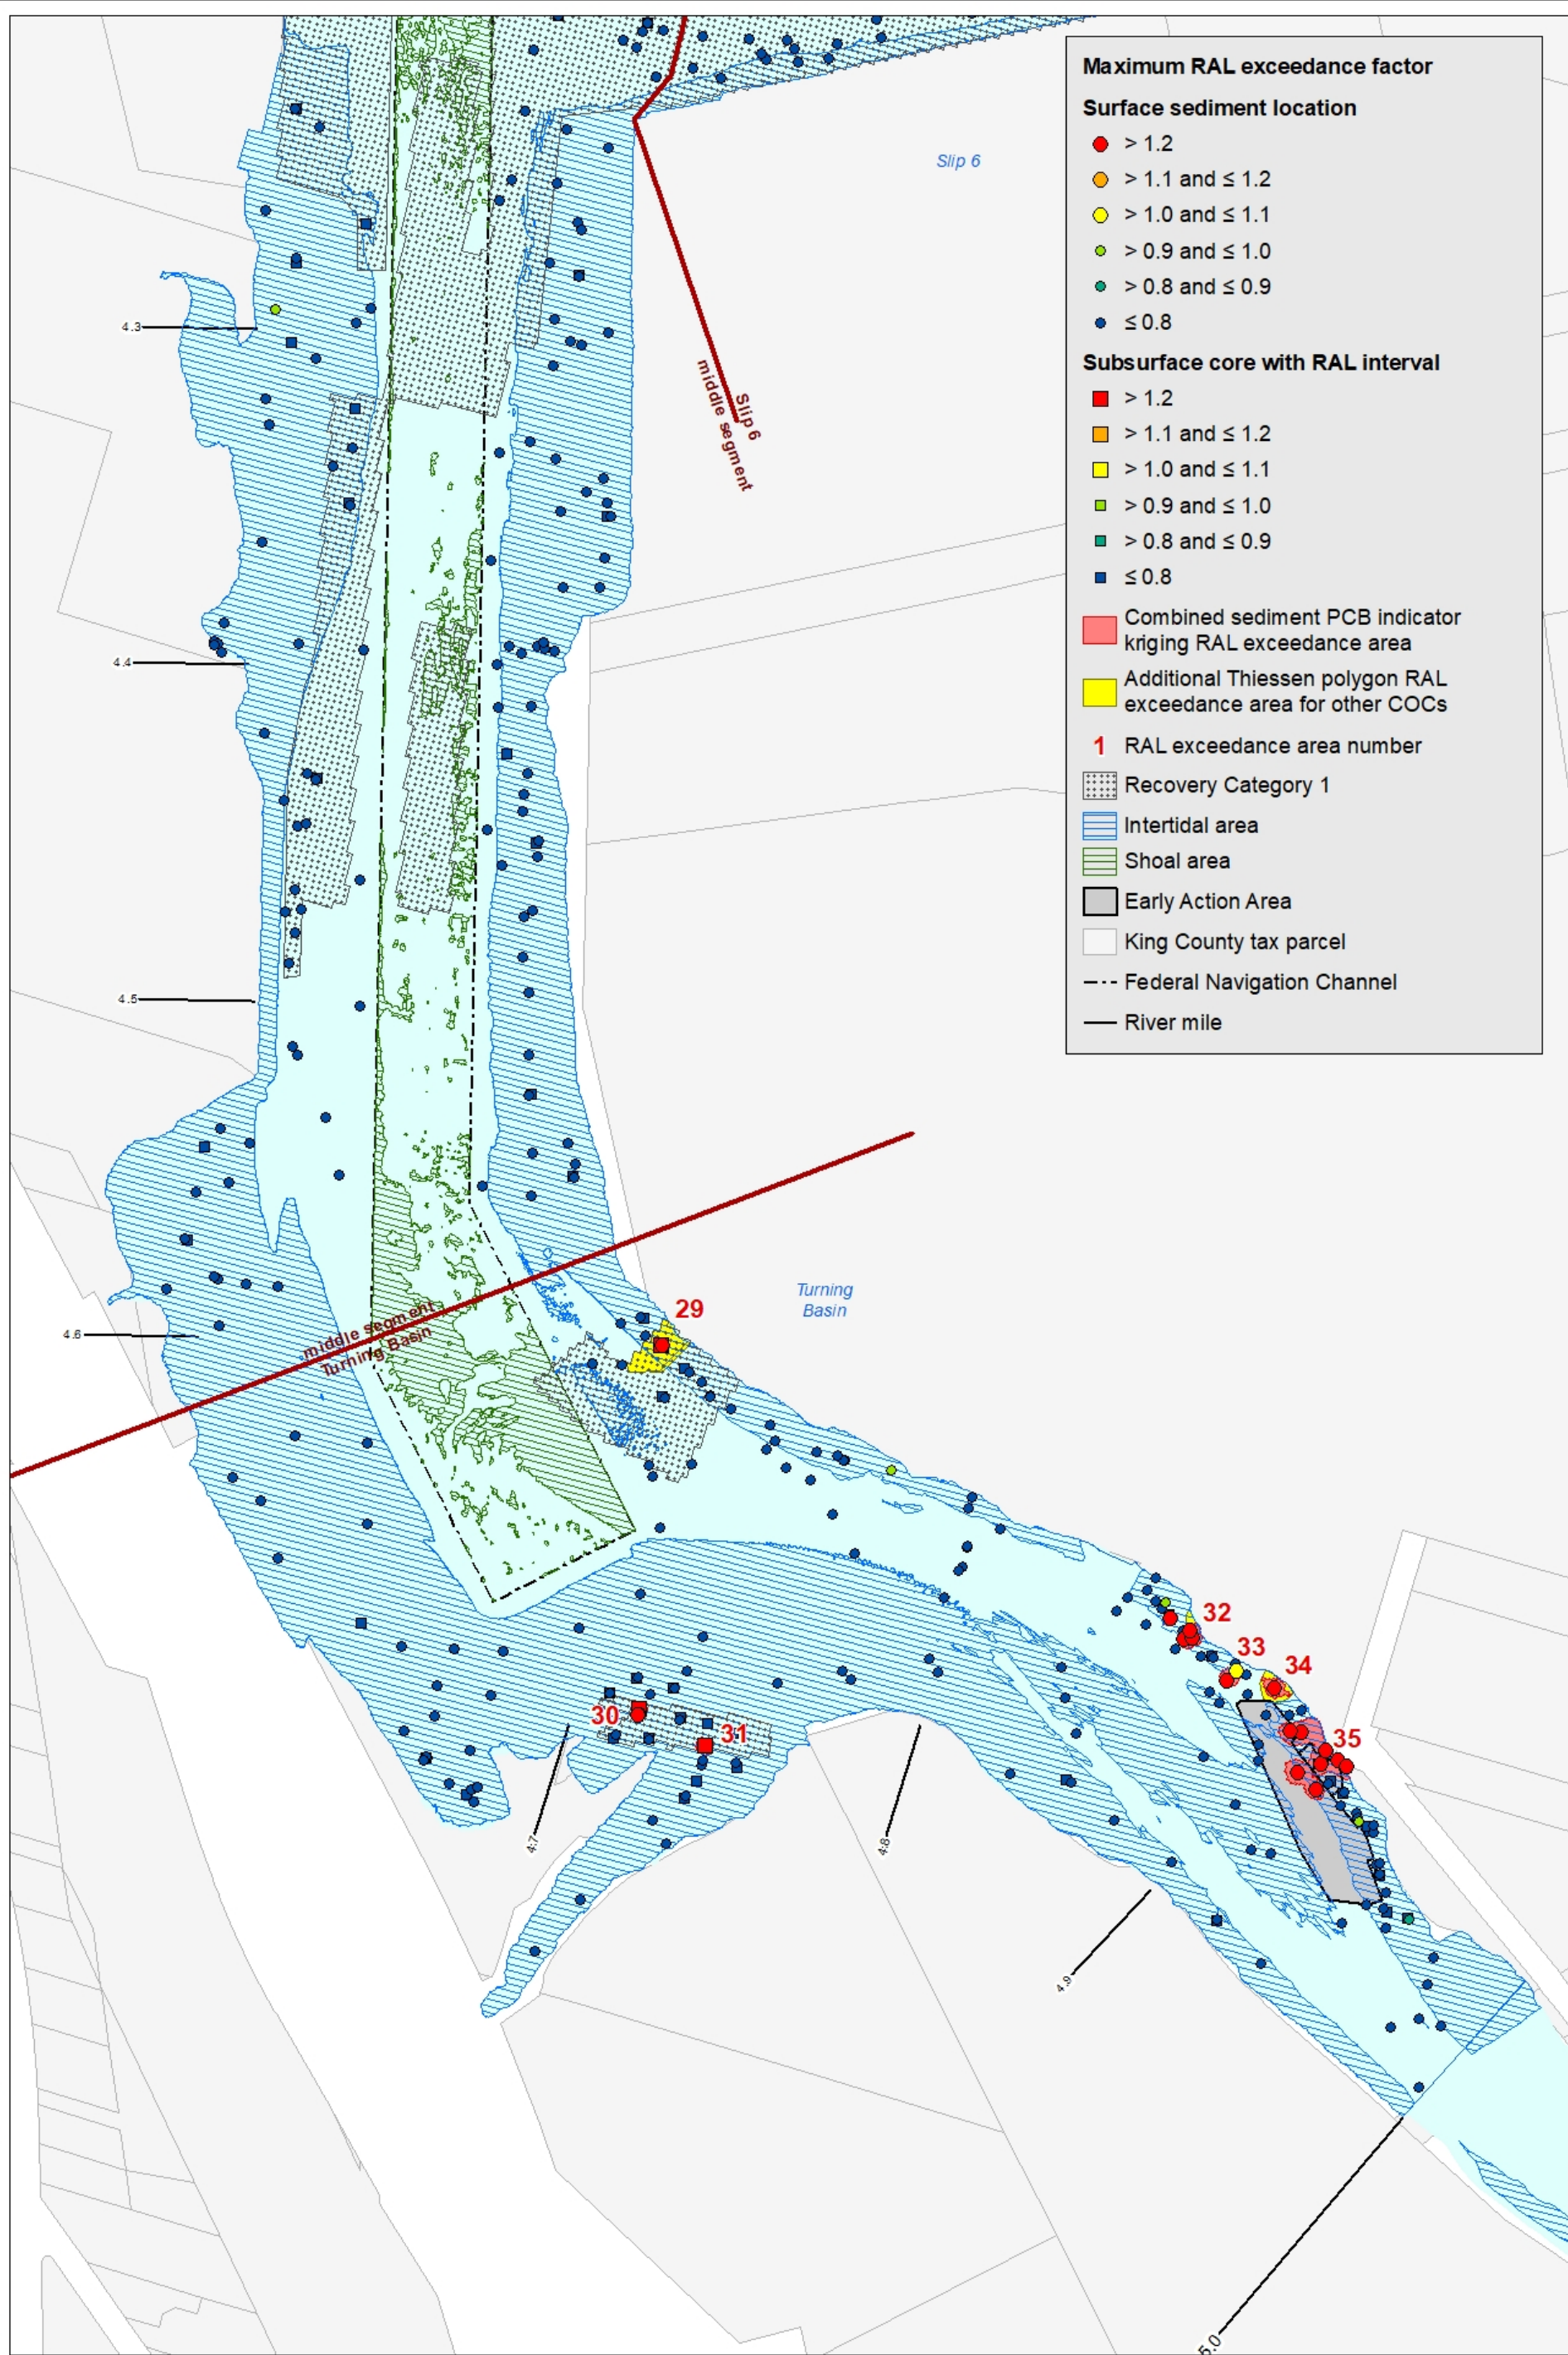 Maximum RAL exceedance factor
Surface sediment location
> 1.2
> 1.1 and ≤ 1.2
> 1.0 and ≤ 1.1
> 0.9 and ≤ 1.0
> 0.8 and ≤ 0.9
≤ 0.8
Subsurface core with RAL interval
> 1.2
> 1.1 and ≤ 1.2
> 1.0 and ≤ 1.1
> 0.9 and ≤ 1.0
> 0.8 and ≤ 0.9
≤ 0.8
Combined sediment PCB indicator
kriging RAL exceedance area
Additional Thiessen polygon RAL
exceedance area for other COCs
1 RAL exceedance area number
Recovery Category 1
Intertidal area
Shoal area
Early Action Area
King County tax parcel
Federal Navigation Channel
River mile
Slip 6
4.3
Slip 6
middle segment
4.4
4.5
4.6
middle segment
Turning Basin
Turning
Basin
29
30
31
32
33
34
35
4.7
4.8
4.9
5.0